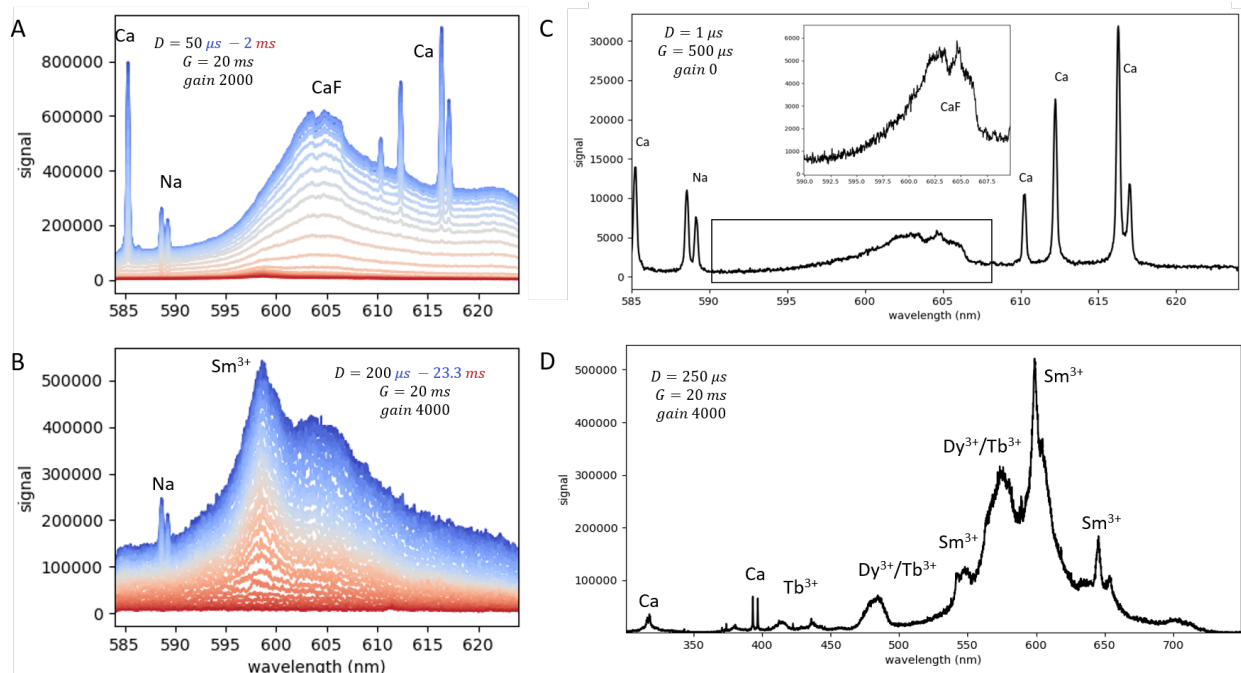 A
Ca
D = 50 μs − 2 ms
G = 20 ms
gain 2000
Ca
CaF
Na
signal
800000
600000
400000
200000
0
585 590 595 600 605 610 615 620
B
Sm³⁺
D = 200 μs − 23.3 ms
G = 20 ms
gain 4000
Na
signal
500000
400000
300000
200000
100000
0
585 590 595 600 605 610 615 620
wavelength (nm)
C
D = 1 μs
G = 500 μs
gain 0
Ca
Na
Ca
Ca
Ca
signal
30000
25000
20000
15000
10000
5000
0
585 590 595 600 605 610 615 620
wavelength (nm)
CaF
6000
5000
4000
3000
2000
1000
0
590.0 592.5 595.0 597.5 600.0 602.5 605.0 607.5
D
D = 250 μs
G = 20 ms
gain 4000
Sm³⁺
Dy³⁺/Tb³⁺
Sm³⁺
Sm³⁺
Dy³⁺/Tb³⁺
Ca
Tb³⁺
Ca
signal
500000
400000
300000
200000
100000
350 400 450 500 550 600 650 700
wavelength (nm)